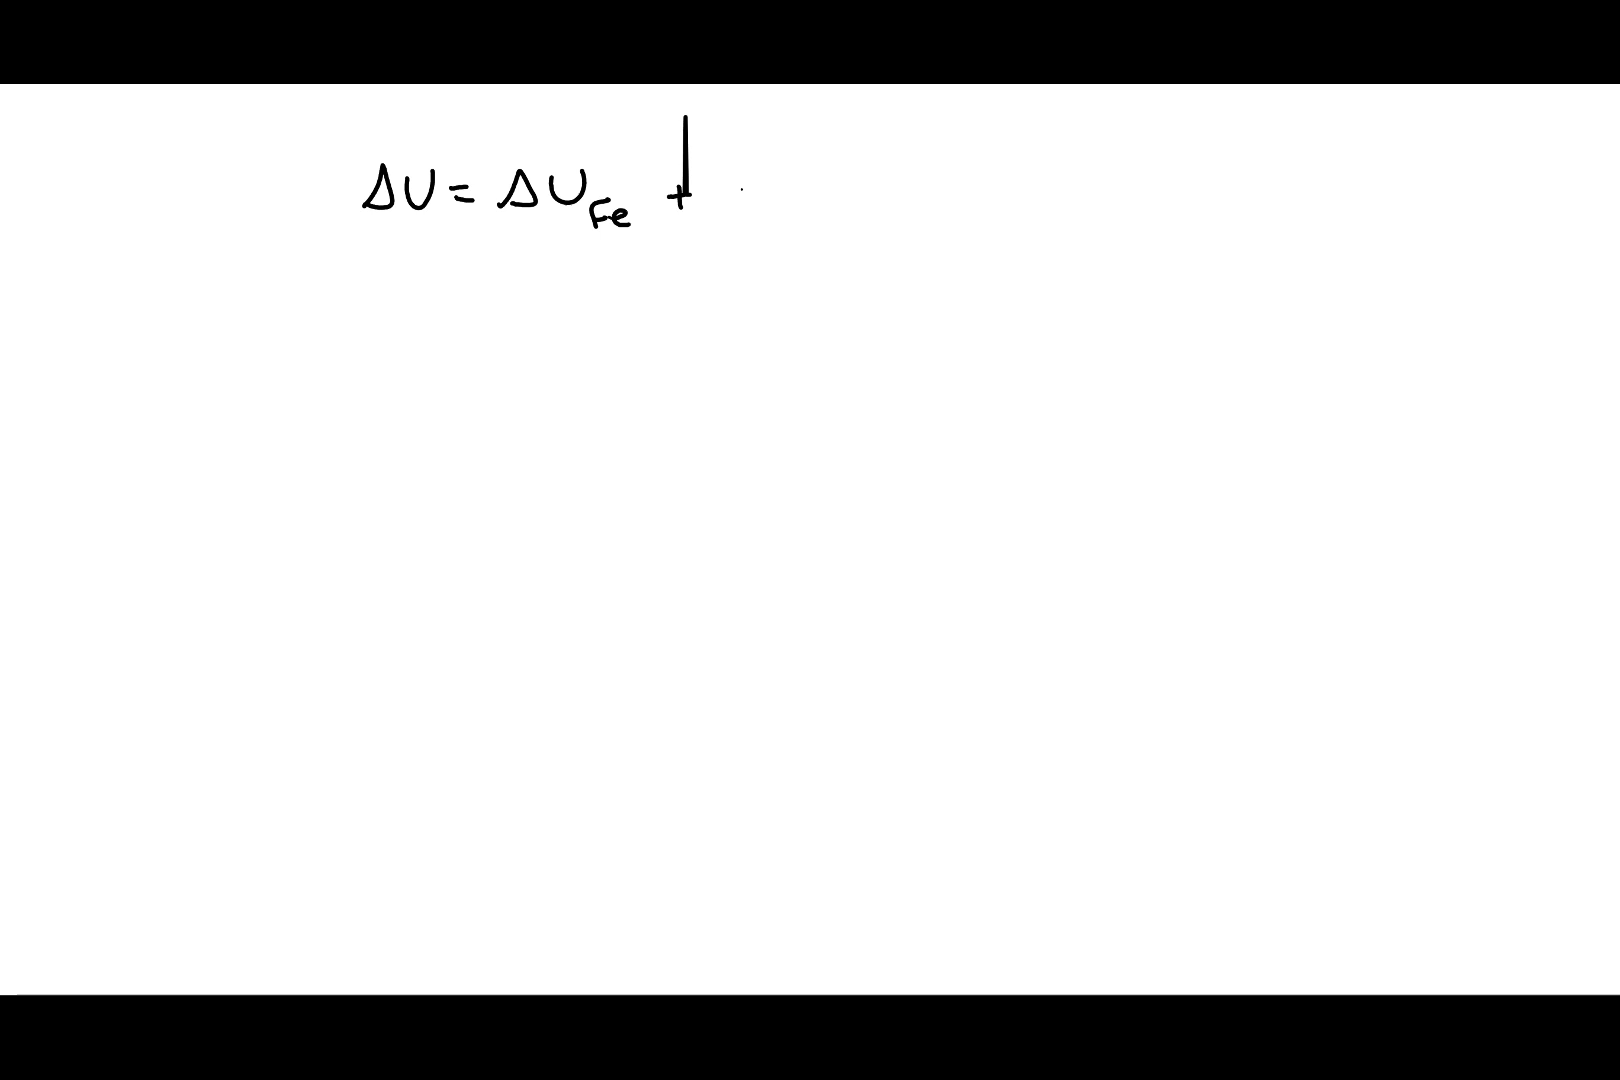 ΔU = ΔU_Fe +